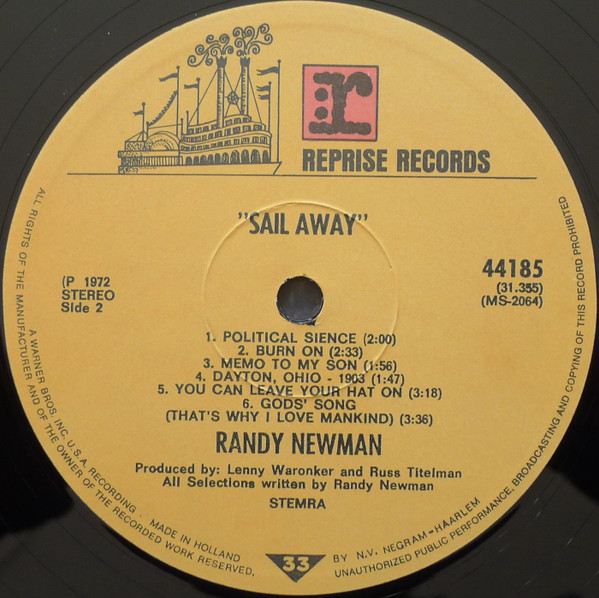 r
REPRISE RECORDS
"SAIL AWAY"
(P 1972
STEREO
Side 2
44185
(31.355)
(MS-2064)
1. POLITICAL SIENCE (2:00)
2. BURN ON (2:33)
3. MEMO TO MY SON (1:56)
4. DAYTON, OHIO - 1903 (1:47)
5. YOU CAN LEAVE YOUR HAT ON (3:18)
6. GODS' SONG
(THAT'S WHY I LOVE MANKIND) (3:36)
RANDY NEWMAN
Produced by: Lenny Waronker and Russ Titelman
All Selections written by Randy Newman
STEMRA
ALL RIGHTS OF THE MANUFACTURER AND OF THE OWNER OF THE RECORDED WORK RESERVED,
UNAUTHORIZED PUBLIC PERFORMANCE, BROADCASTING AND COPYING OF THIS RECORD PROHIBITED
A WARNER BROS. INC. U.S.A. RECORDING - MADE IN HOLLAND
33
BY N.V. NEGRAM-HAARLEM